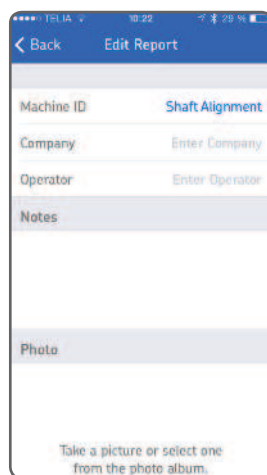 TELIA 10:22 29 %
Back Edit Report
Machine ID Shaft Alignment
Company Enter Company
Operator Enter Operator
Notes
Photo
Take a picture or select one
from the photo album.